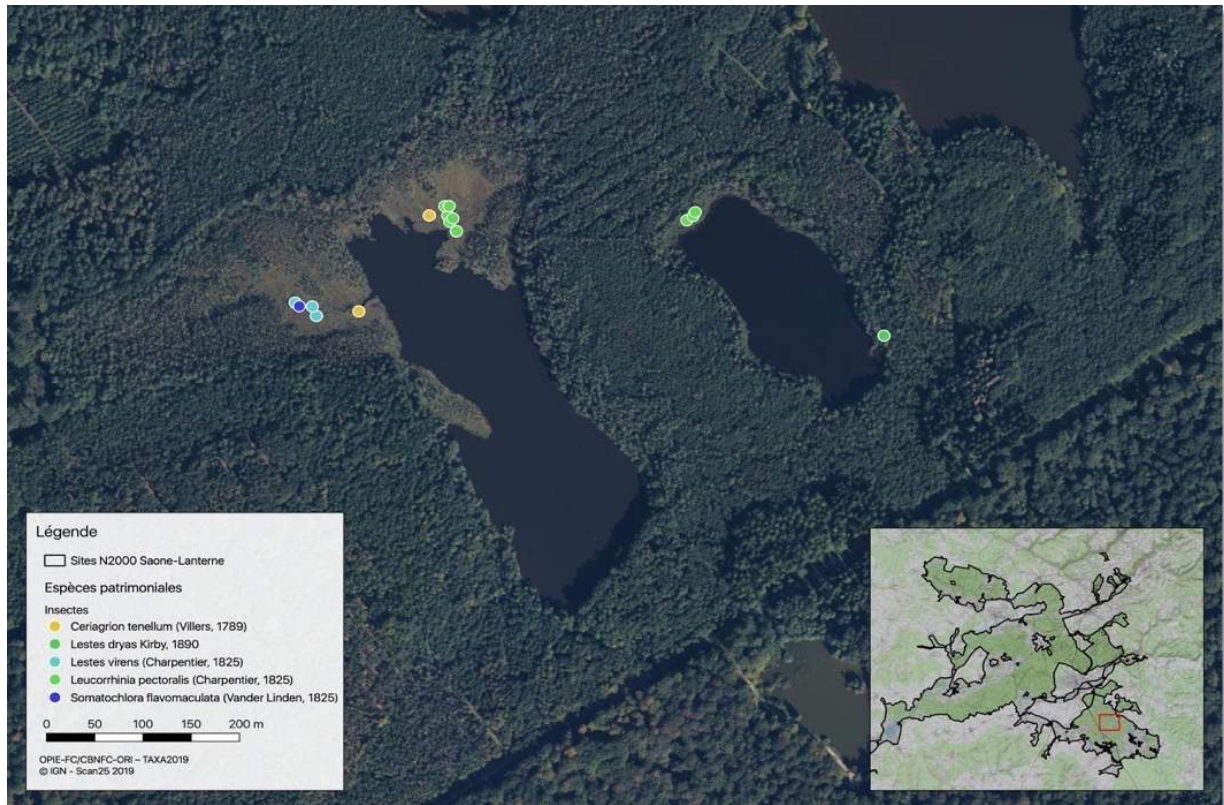 Légende
Sites N2000 Saone-Lanterne
Espèces patrimoniales
Insectes
Ceriagrion tenellum (Villers, 1789)
Lestes dryas Kirby, 1890
Lestes virens (Charpentier, 1825)
Leucorrhinia pectoralis (Charpentier, 1825)
Somatochlora flavomaculata (Vander Linden, 1825)
0 50 100 150 200 m
OPIE-FC/CBNFC-ORI – TAXA2019
© IGN - Scan25 2019